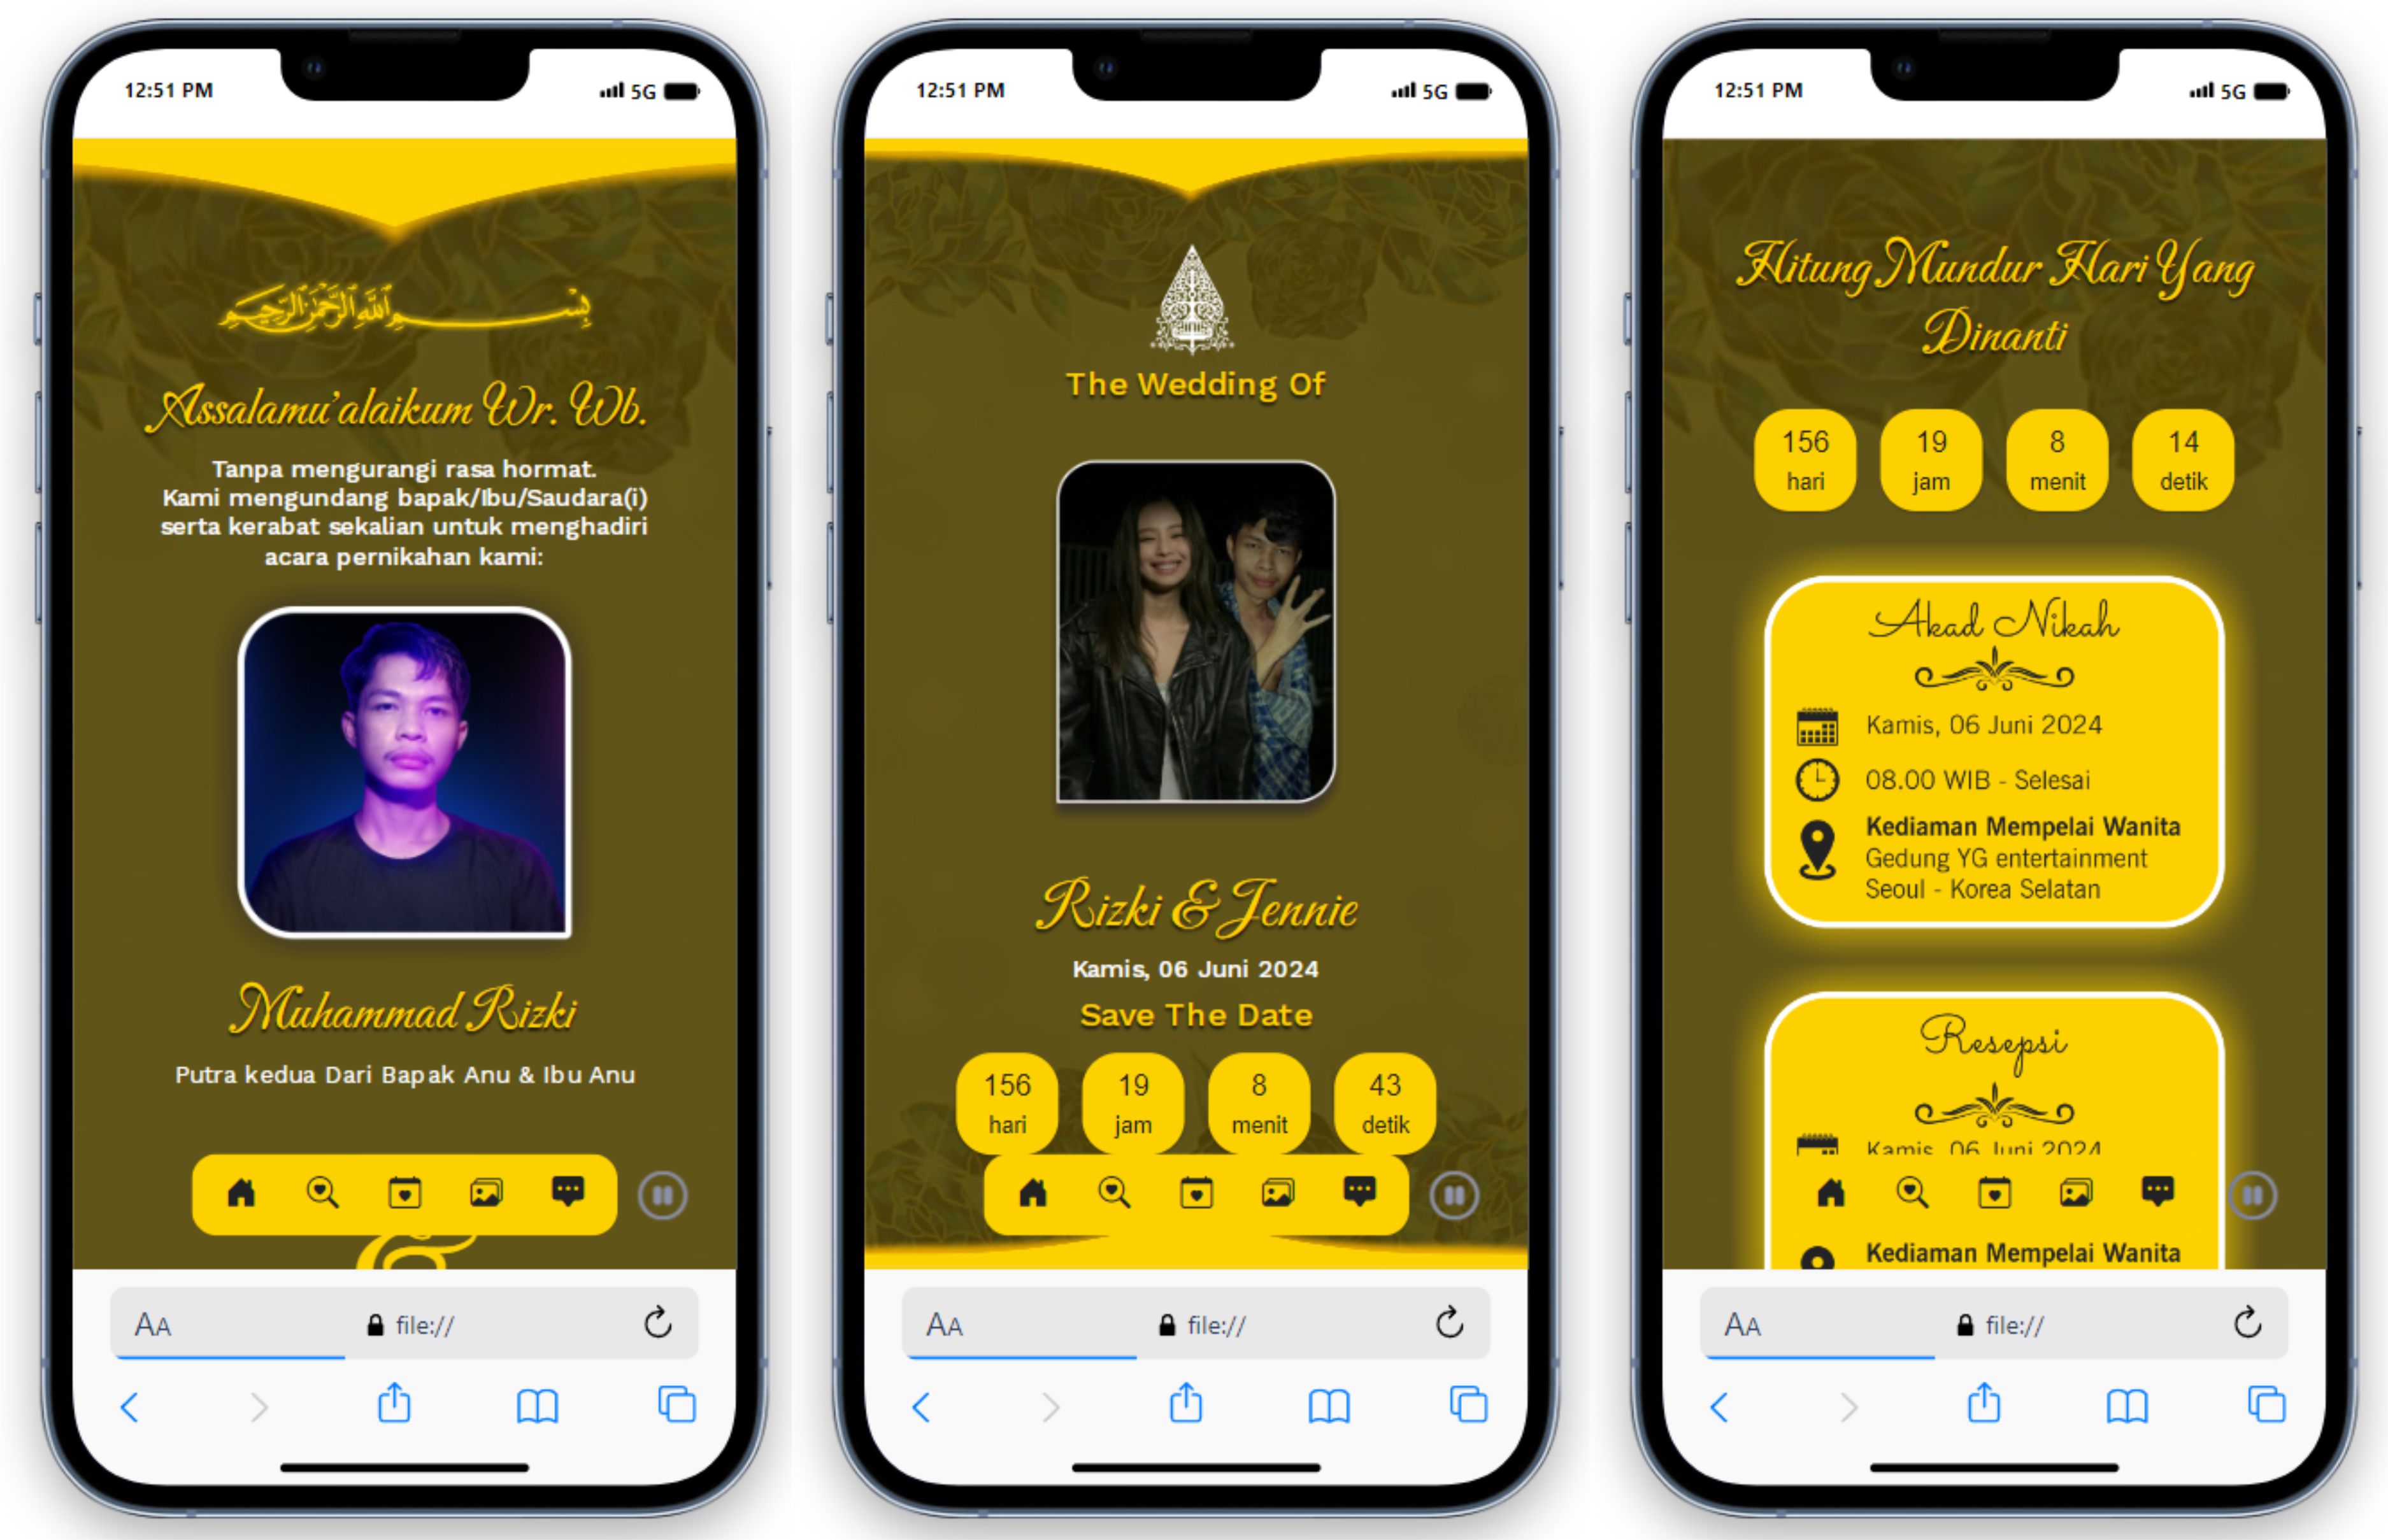 12:51 PM
5G
بِسْمِ اللَّهِ الرَّحْمَٰنِ الرَّحِيمِ
Assalamu'alaikum Wr. Wb.
Tanpa mengurangi rasa hormat.
Kami mengundang bapak/Ibu/Saudara(i)
serta kerabat sekalian untuk menghadiri
acara pernikahan kami:
Muhammad Rizki
Putra kedua Dari Bapak Anu & Ibu Anu
&
AA
file://
12:51 PM
5G
The Wedding Of
Rizki & Jennie
Kamis, 06 Juni 2024
Save The Date
156 19 8 43
hari jam menit detik
AA
file://
12:51 PM
5G
Hitung Mundur Hari Yang
Dinanti
156 19 8 14
hari jam menit detik
Akad Nikah
Kamis, 06 Juni 2024
08.00 WIB - Selesai
Kediaman Mempelai Wanita
Gedung YG entertainment
Seoul - Korea Selatan
Resepsi
Kamis, 06 Juni 2024
Kediaman Mempelai Wanita
AA
file://